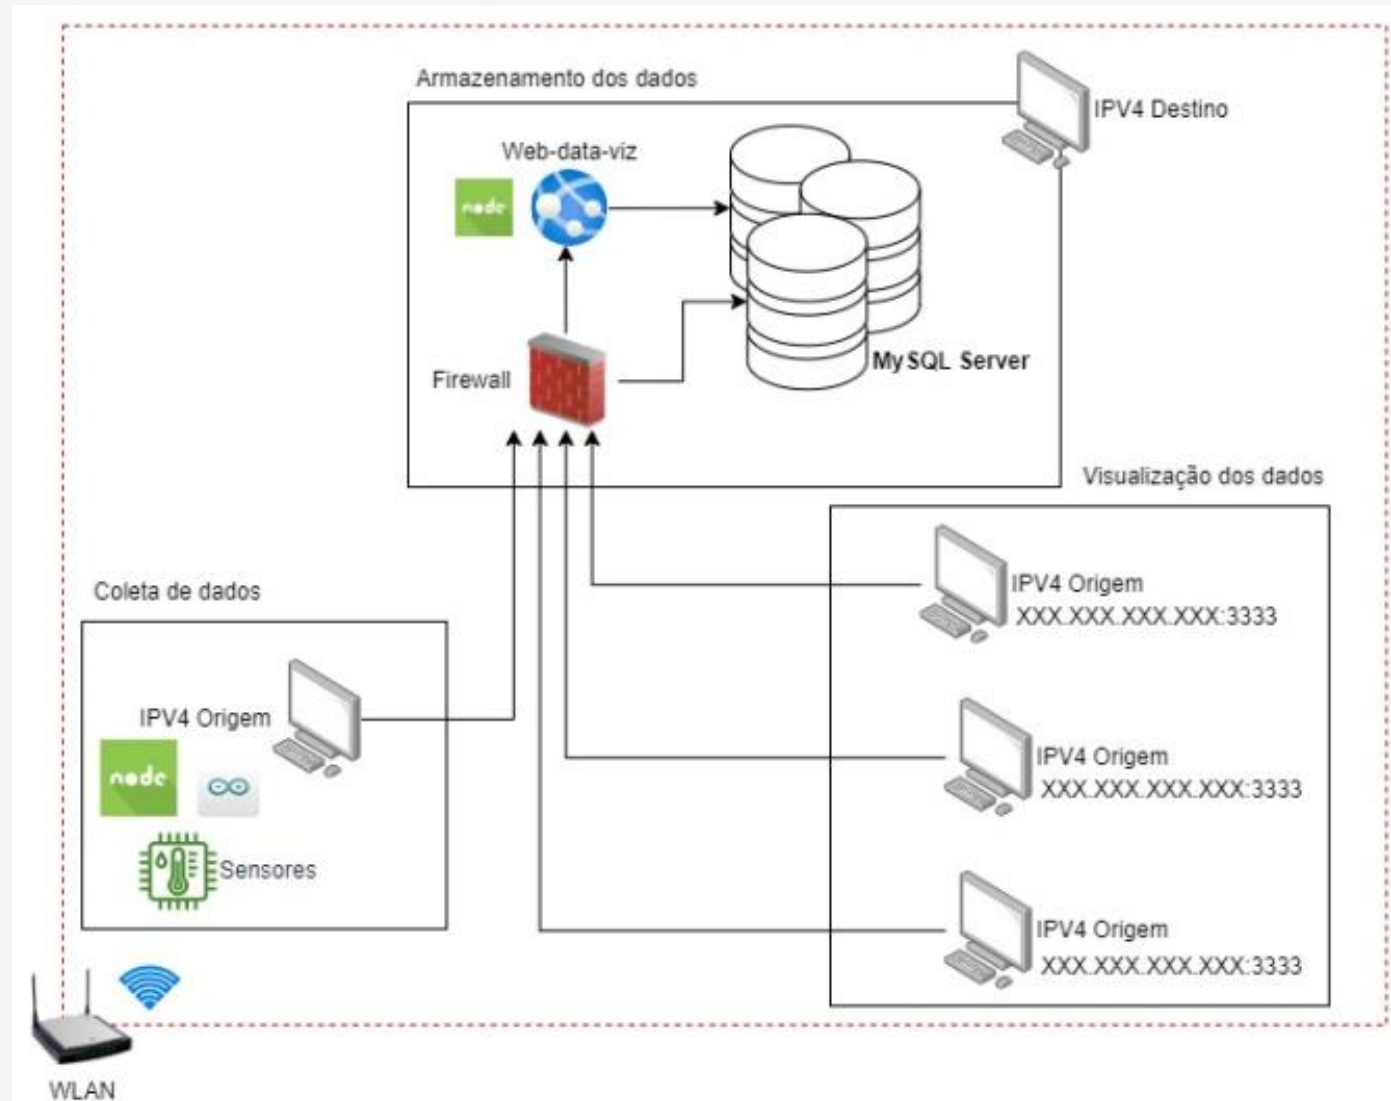 Armazenamento dos dados
IPV4 Destino
Web-data-viz
node
Firewall
MySQL Server
Visualização dos dados
IPV4 Origem
XXX.XXX.XXX.XXX:3333
IPV4 Origem
XXX.XXX.XXX.XXX:3333
IPV4 Origem
XXX.XXX.XXX.XXX:3333
Coleta de dados
IPV4 Origem
node
Sensores
WLAN